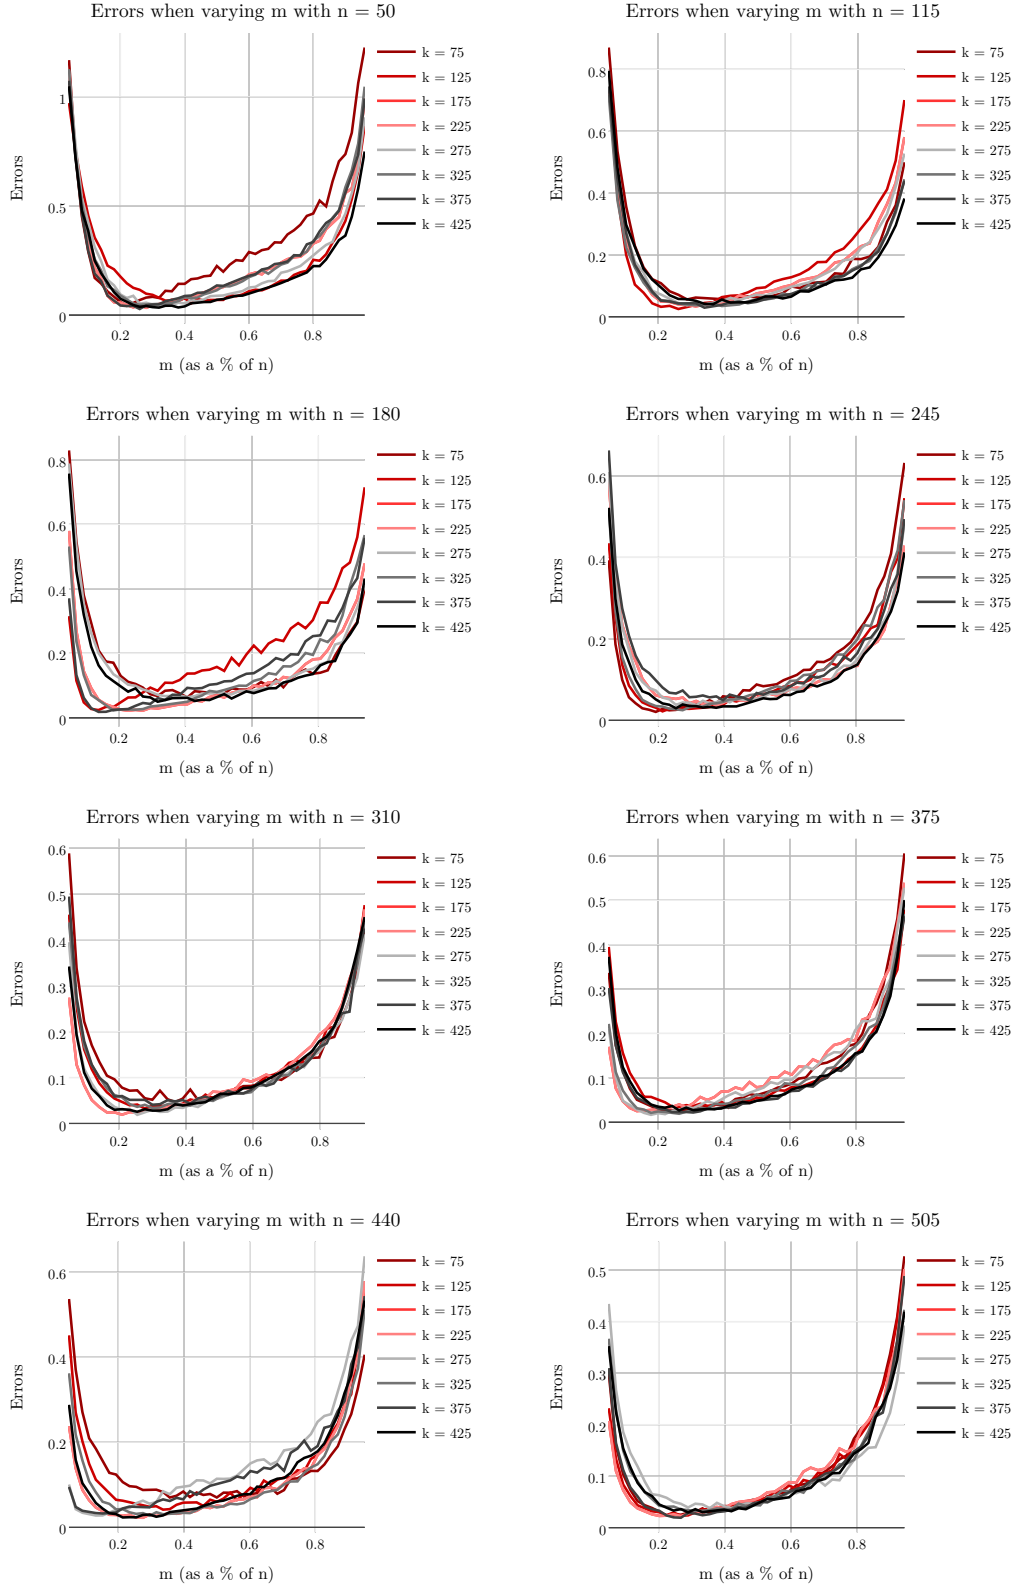 Errors when varying m with n = 50
Errors
1
0.5
0
0.2
0.4
0.6
0.8
m (as a % of n)
k = 75
k = 125
k = 175
k = 225
k = 275
k = 325
k = 375
k = 425
Errors when varying m with n = 115
Errors
0.8
0.6
0.4
0.2
0
0.2
0.4
0.6
0.8
m (as a % of n)
k = 75
k = 125
k = 175
k = 225
k = 275
k = 325
k = 375
k = 425
Errors when varying m with n = 180
Errors
0.8
0.6
0.4
0.2
0
0.2
0.4
0.6
0.8
m (as a % of n)
k = 75
k = 125
k = 175
k = 225
k = 275
k = 325
k = 375
k = 425
Errors when varying m with n = 245
Errors
0.6
0.4
0.2
0
0.2
0.4
0.6
0.8
m (as a % of n)
k = 75
k = 125
k = 175
k = 225
k = 275
k = 325
k = 375
k = 425
Errors when varying m with n = 310
Errors
0.6
0.5
0.4
0.3
0.2
0.1
0
0.2
0.4
0.6
0.8
m (as a % of n)
k = 75
k = 125
k = 175
k = 225
k = 275
k = 325
k = 375
k = 425
Errors when varying m with n = 375
Errors
0.6
0.5
0.4
0.3
0.2
0.1
0
0.2
0.4
0.6
0.8
m (as a % of n)
k = 75
k = 125
k = 175
k = 225
k = 275
k = 325
k = 375
k = 425
Errors when varying m with n = 440
Errors
0.6
0.4
0.2
0
0.2
0.4
0.6
0.8
m (as a % of n)
k = 75
k = 125
k = 175
k = 225
k = 275
k = 325
k = 375
k = 425
Errors when varying m with n = 505
Errors
0.5
0.4
0.3
0.2
0.1
0
0.2
0.4
0.6
0.8
m (as a % of n)
k = 75
k = 125
k = 175
k = 225
k = 275
k = 325
k = 375
k = 425